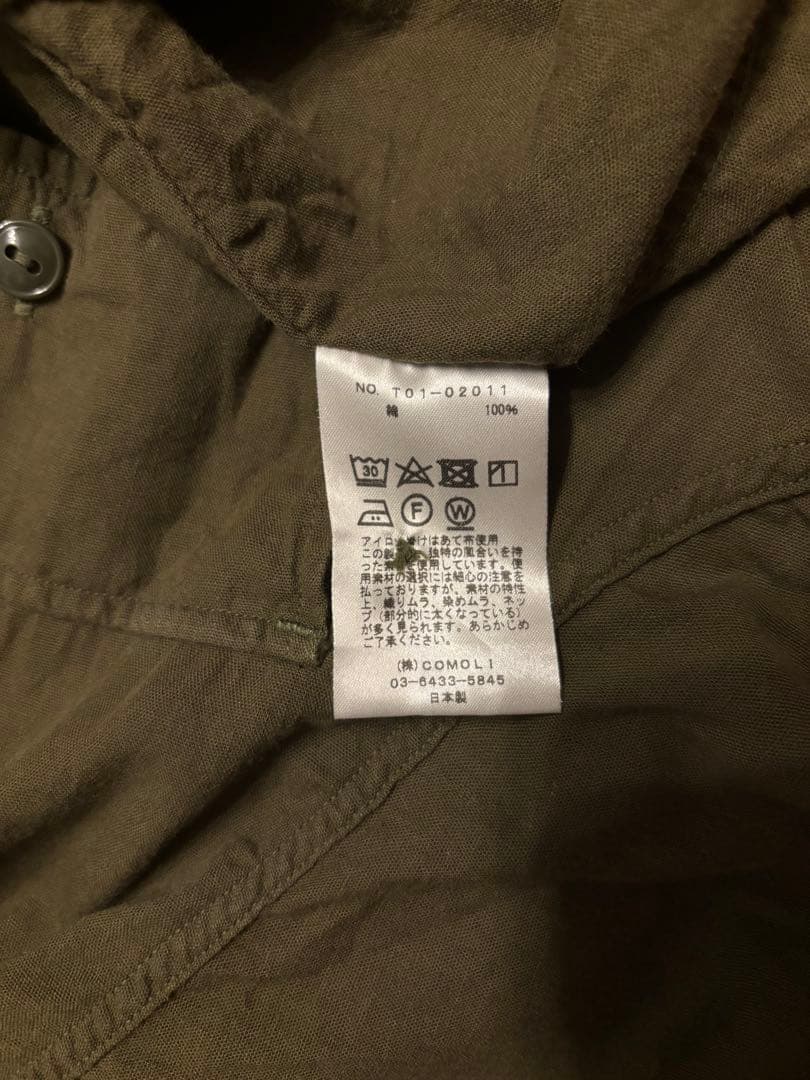 NO. T01-02011
綿 100%
30
F
W
アイロン掛けはあて布使用
この製 独特の風合いを持
った素 を使用しています。使
用素材の選択には細心の注意を
払っておりますが、素材の特性
上、織りムラ、染めムラ、ネッ
プ(部分的に太くなっている)
が多く見られます。あらかじめ
ご了承ください。
(株)COMOLI
03-6433-5845
日本製